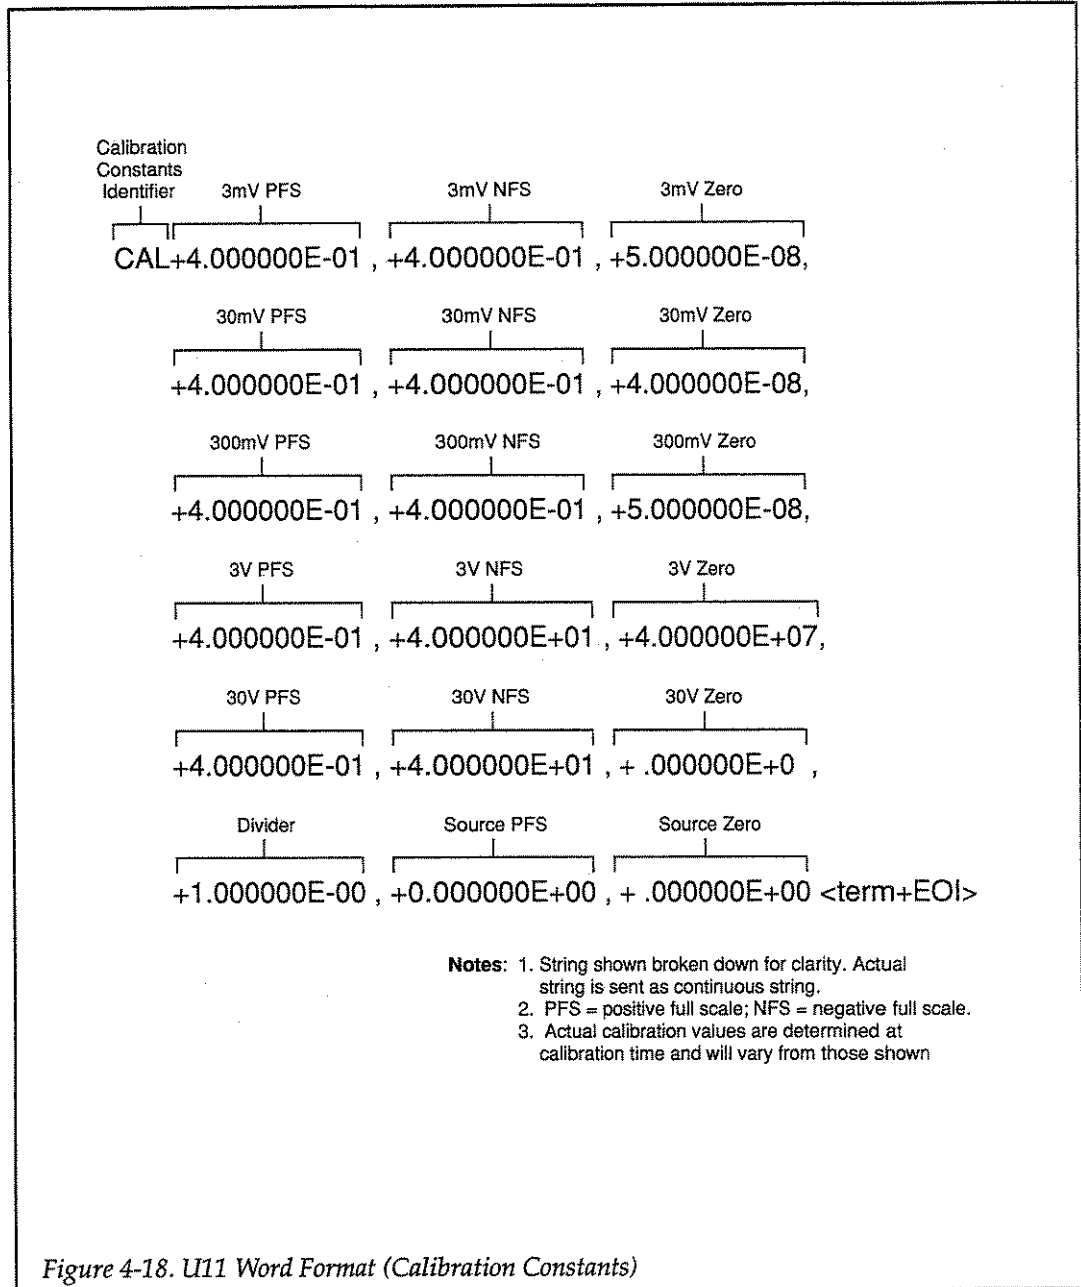 Calibration
Constants
Identifier 3mV PFS 3mV NFS 3mV Zero
CAL+4.000000E-01 , +4.000000E-01 , +5.000000E-08,
30mV PFS 30mV NFS 30mV Zero
+4.000000E-01 , +4.000000E-01 , +4.000000E-08,
300mV PFS 300mV NFS 300mV Zero
+4.000000E-01 , +4.000000E-01 , +5.000000E-08,
3V PFS 3V NFS 3V Zero
+4.000000E-01 , +4.000000E+01 , +4.000000E+07,
30V PFS 30V NFS 30V Zero
+4.000000E-01 , +4.000000E+01 , + .000000E+0 ,
Divider Source PFS Source Zero
+1.000000E-00 , +0.000000E+00 , + .000000E+00 <term+EOI>
Notes: 1. String shown broken down for clarity. Actual
string is sent as continuous string.
2. PFS = positive full scale; NFS = negative full scale.
3. Actual calibration values are determined at
calibration time and will vary from those shown
Figure 4-18. U11 Word Format (Calibration Constants)